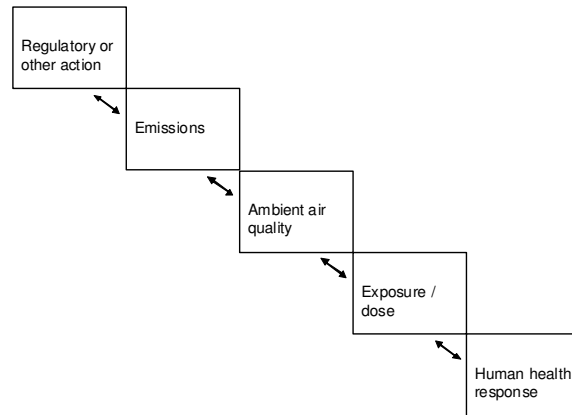 Regulatory or
other action
Emissions
Ambient air
quality
Exposure /
dose
Human health
response